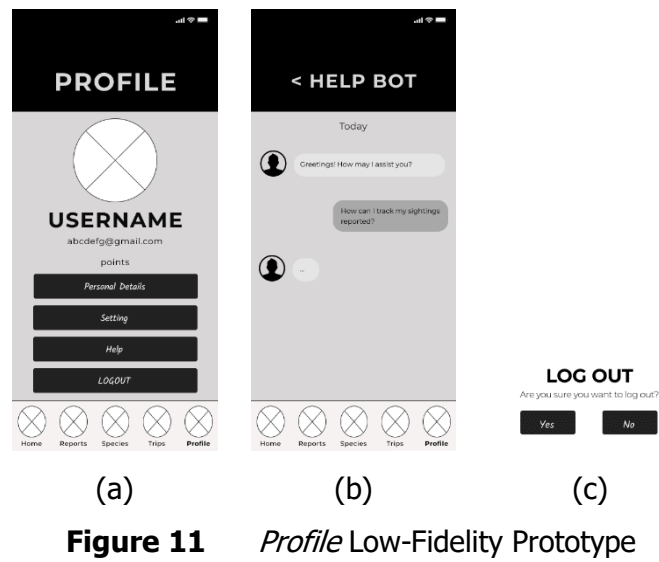 PROFILE
USERNAME
abcdefg@gmail.com
points
Personal Details
Setting
Help
LOGOUT
Home Reports Species Trips Profile
< HELP BOT
Today
Greetings! How may I assist you?
How can I track my sightings
reported?
...
Home Reports Species Trips Profile
LOG OUT
Are you sure you want to log out?
Yes No
(a) (b) (c)
Figure 11 Profile Low-Fidelity Prototype